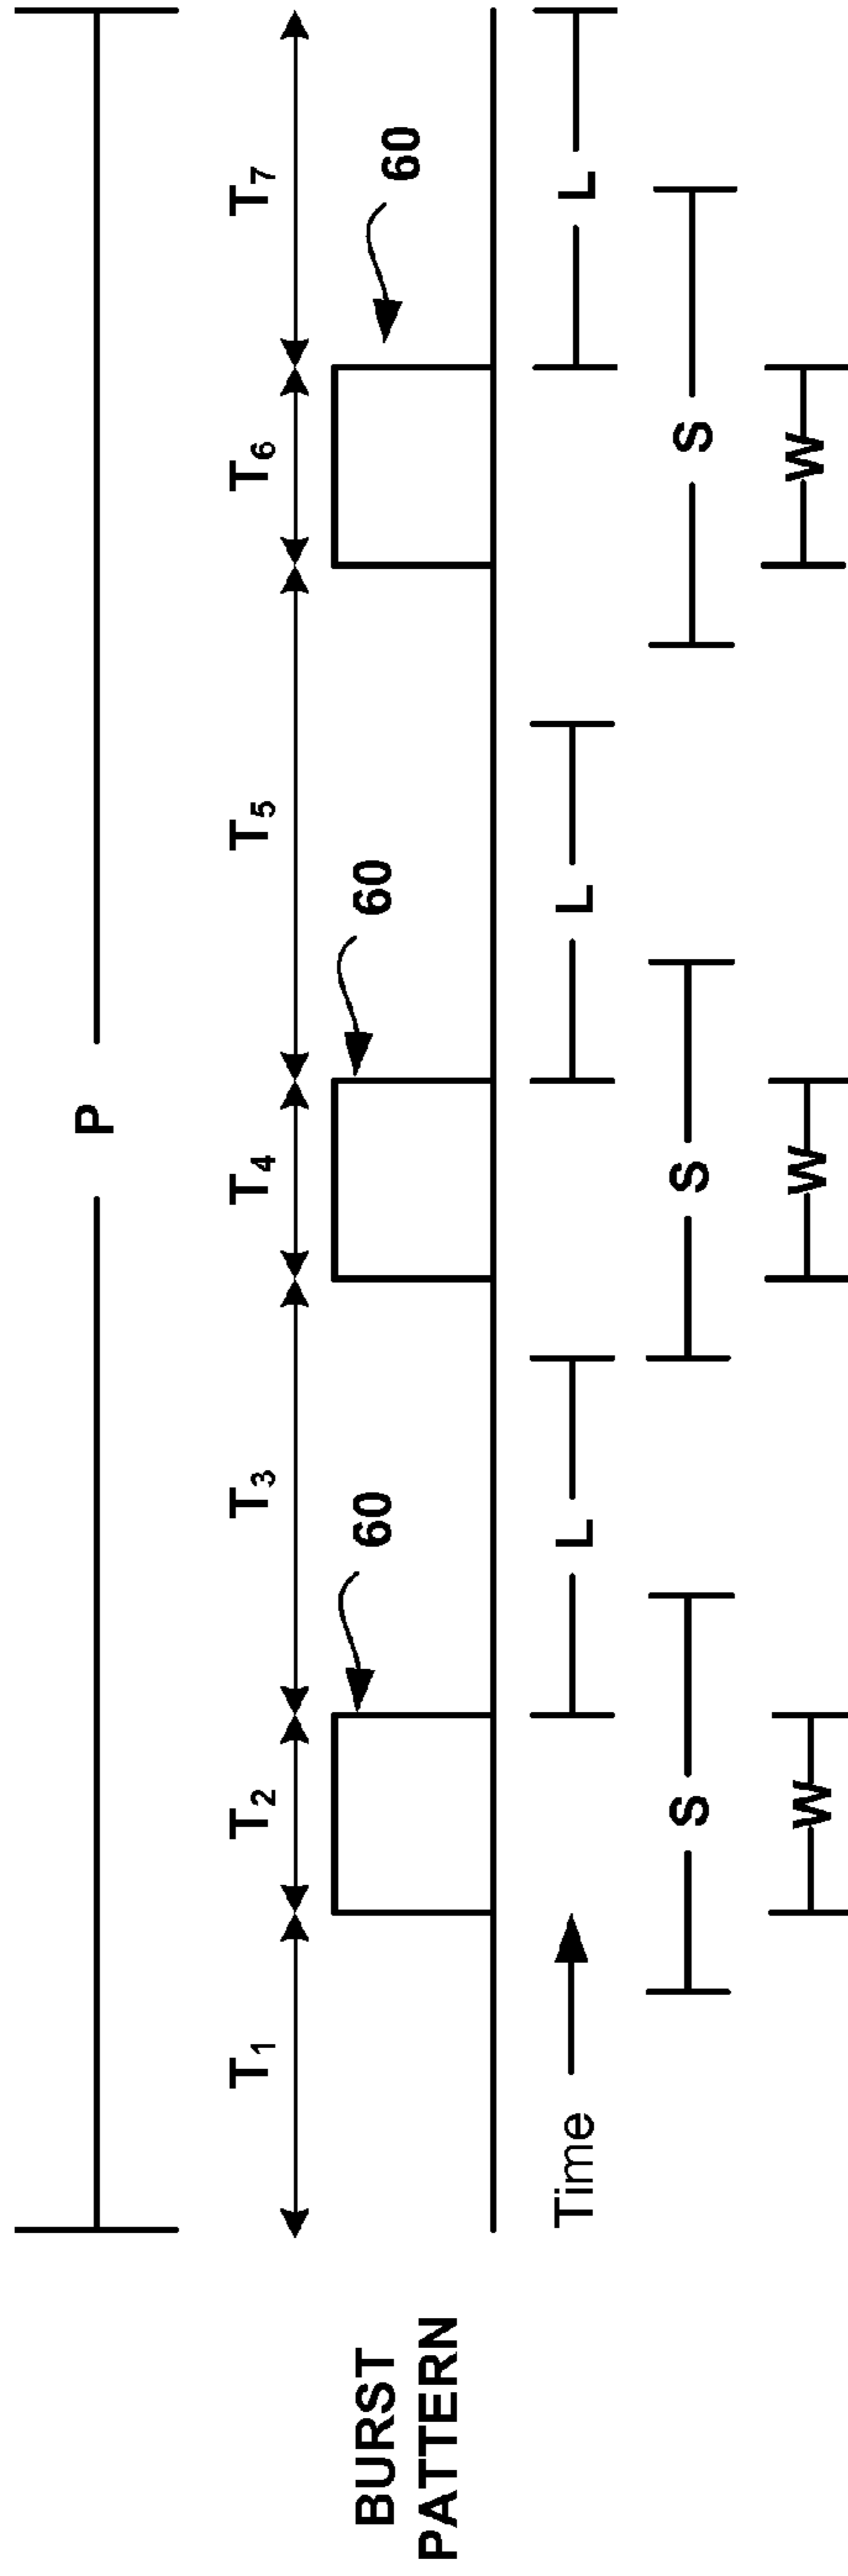 P
T1 T2 T3 T4 T5 T6 T7
60 60 60
BURST
PATTERN
Time
L L L
S S S
W W W